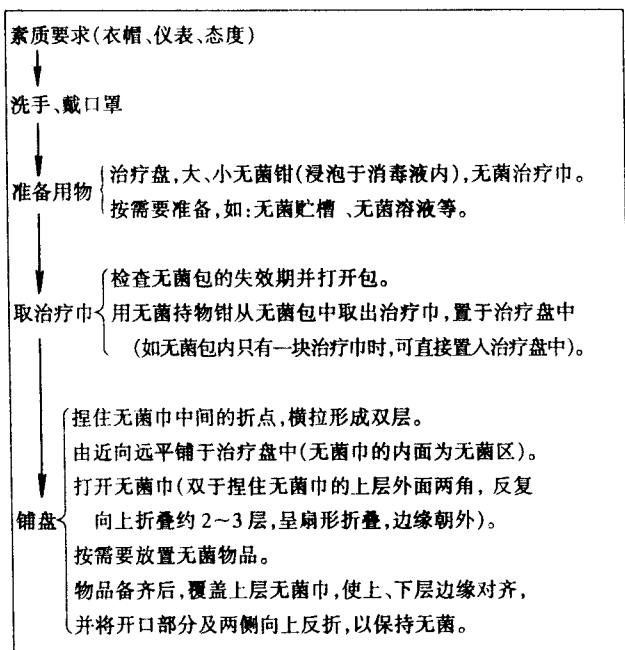 素质要求(衣帽、仪表、态度)
洗手、戴口罩
准备用物
治疗盘,大、小无菌钳(浸泡于消毒液内),无菌治疗巾。
按需要准备,如:无菌贮槽、无菌溶液等。
取治疗巾
检查无菌包的失效期并打开包。
用无菌持物钳从无菌包中取出治疗巾,置于治疗盘中
(如无菌包内只有一块治疗巾时,可直接置人治疗盘中)。
铺盘
捏住无菌巾中间的折点,横拉形成双层。
由近向远平铺于治疗盘中(无菌巾的内面为无菌区)。
打开无菌巾(双于捏住无菌巾的上层外面两角,反复
向上折叠约2~3层,呈扇形折叠,边缘朝外)。
按需要放置无菌物品。
物品备齐后,覆盖上层无菌巾,使上、下层边缘对齐,
并将开口部分及两侧向上反折,以保持无菌。